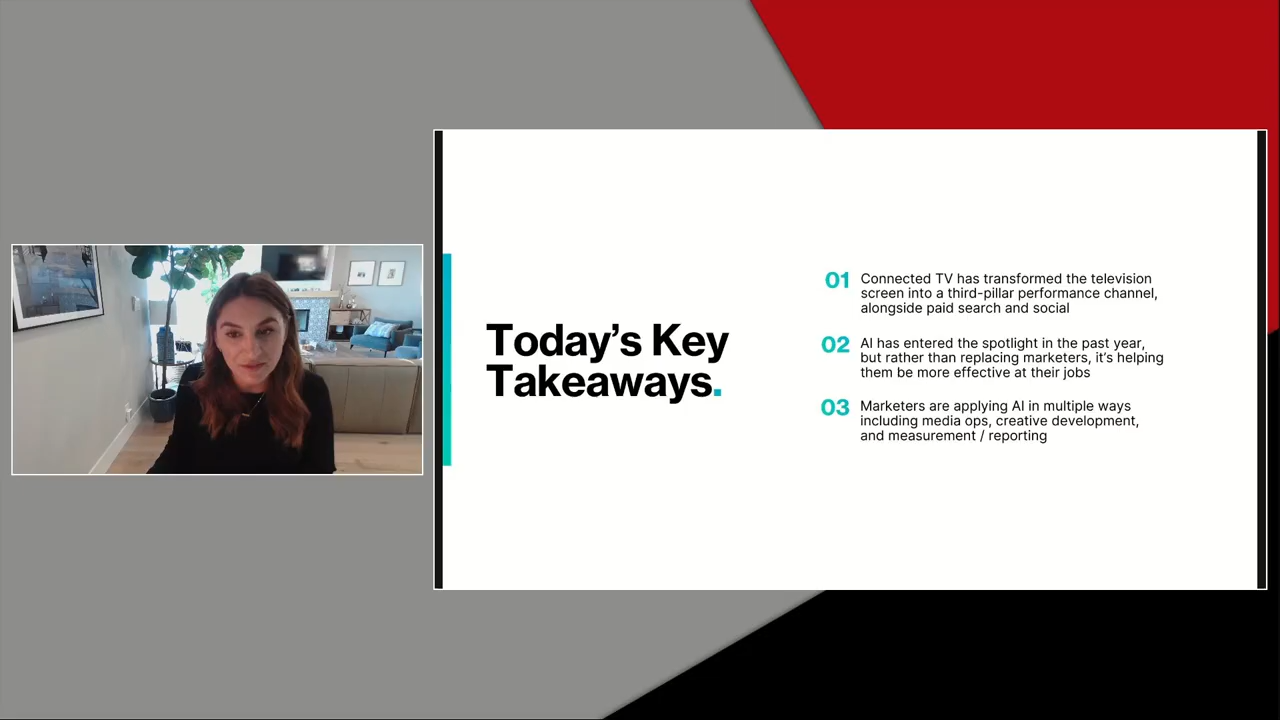 Today’s Key
Takeaways.
01 Connected TV has transformed the television
screen into a third-pillar performance channel,
alongside paid search and social
02 AI has entered the spotlight in the past year,
but rather than replacing marketers, it’s helping
them be more effective at their jobs
03 Marketers are applying AI in multiple ways
including media ops, creative development,
and measurement / reporting